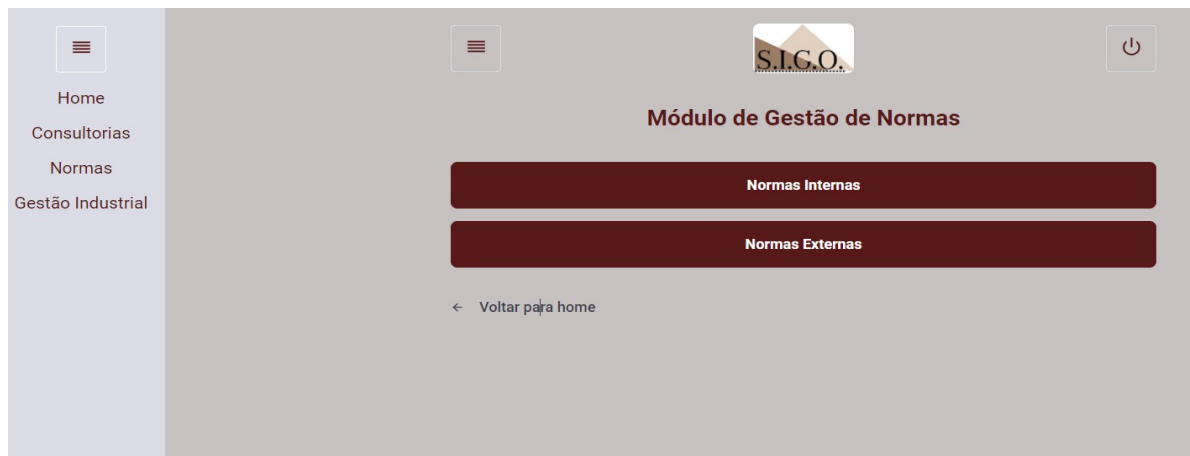 Home
Consultorias
Normas
Gestão Industrial
S.I.G.O.
Módulo de Gestão de Normas
Normas Internas
Normas Externas
Voltar para home